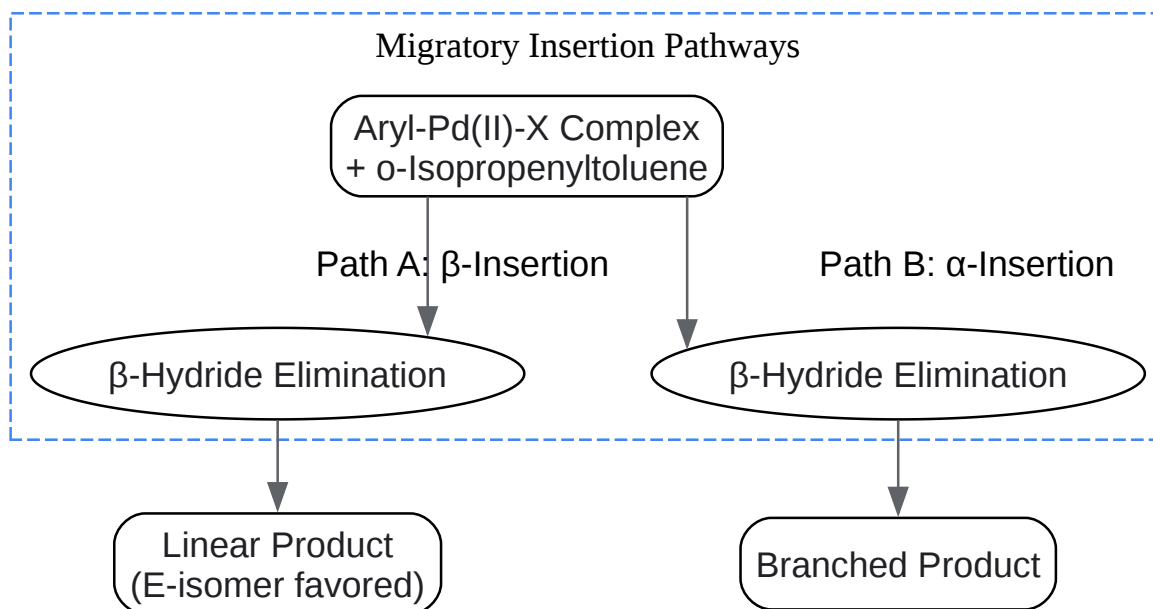 Migratory Insertion Pathways
Aryl-Pd(II)-X Complex
+ o-Isopropenyltoluene
Path A: β-Insertion
Path B: α-Insertion
β-Hydride Elimination
β-Hydride Elimination
Linear Product
(E-isomer favored)
Branched Product